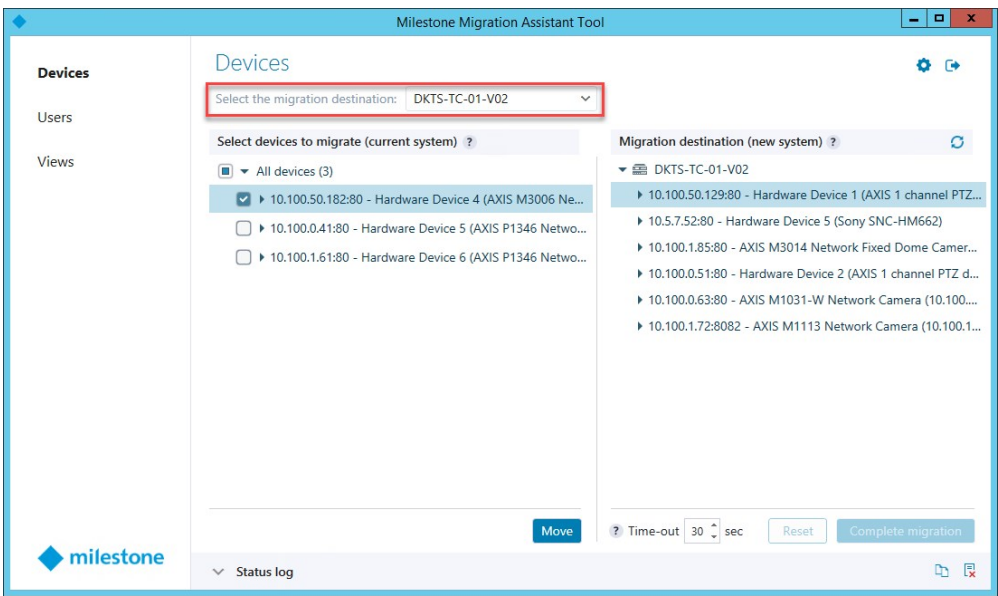 Milestone Migration Assistant Tool
Devices
Users
Views
Devices
Select the migration destination: DKTS-TC-01-V02
Select devices to migrate (current system) ?
All devices (3)
10.100.50.182:80 - Hardware Device 4 (AXIS M3006 Ne...
10.100.0.41:80 - Hardware Device 5 (AXIS P1346 Netwo...
10.100.1.61:80 - Hardware Device 6 (AXIS P1346 Netwo...
Move
Migration destination (new system) ?
DKTS-TC-01-V02
10.100.50.129:80 - Hardware Device 1 (AXIS 1 channel PTZ...
10.5.7.52:80 - Hardware Device 5 (Sony SNC-HM662)
10.100.1.85:80 - AXIS M3014 Network Fixed Dome Camer...
10.100.0.51:80 - Hardware Device 2 (AXIS 1 channel PTZ d...
10.100.0.63:80 - AXIS M1031-W Network Camera (10.100....
10.100.1.72:8082 - AXIS M1113 Network Camera (10.100.1...
? Time-out 30 sec Reset Complete migration
milestone
Status log